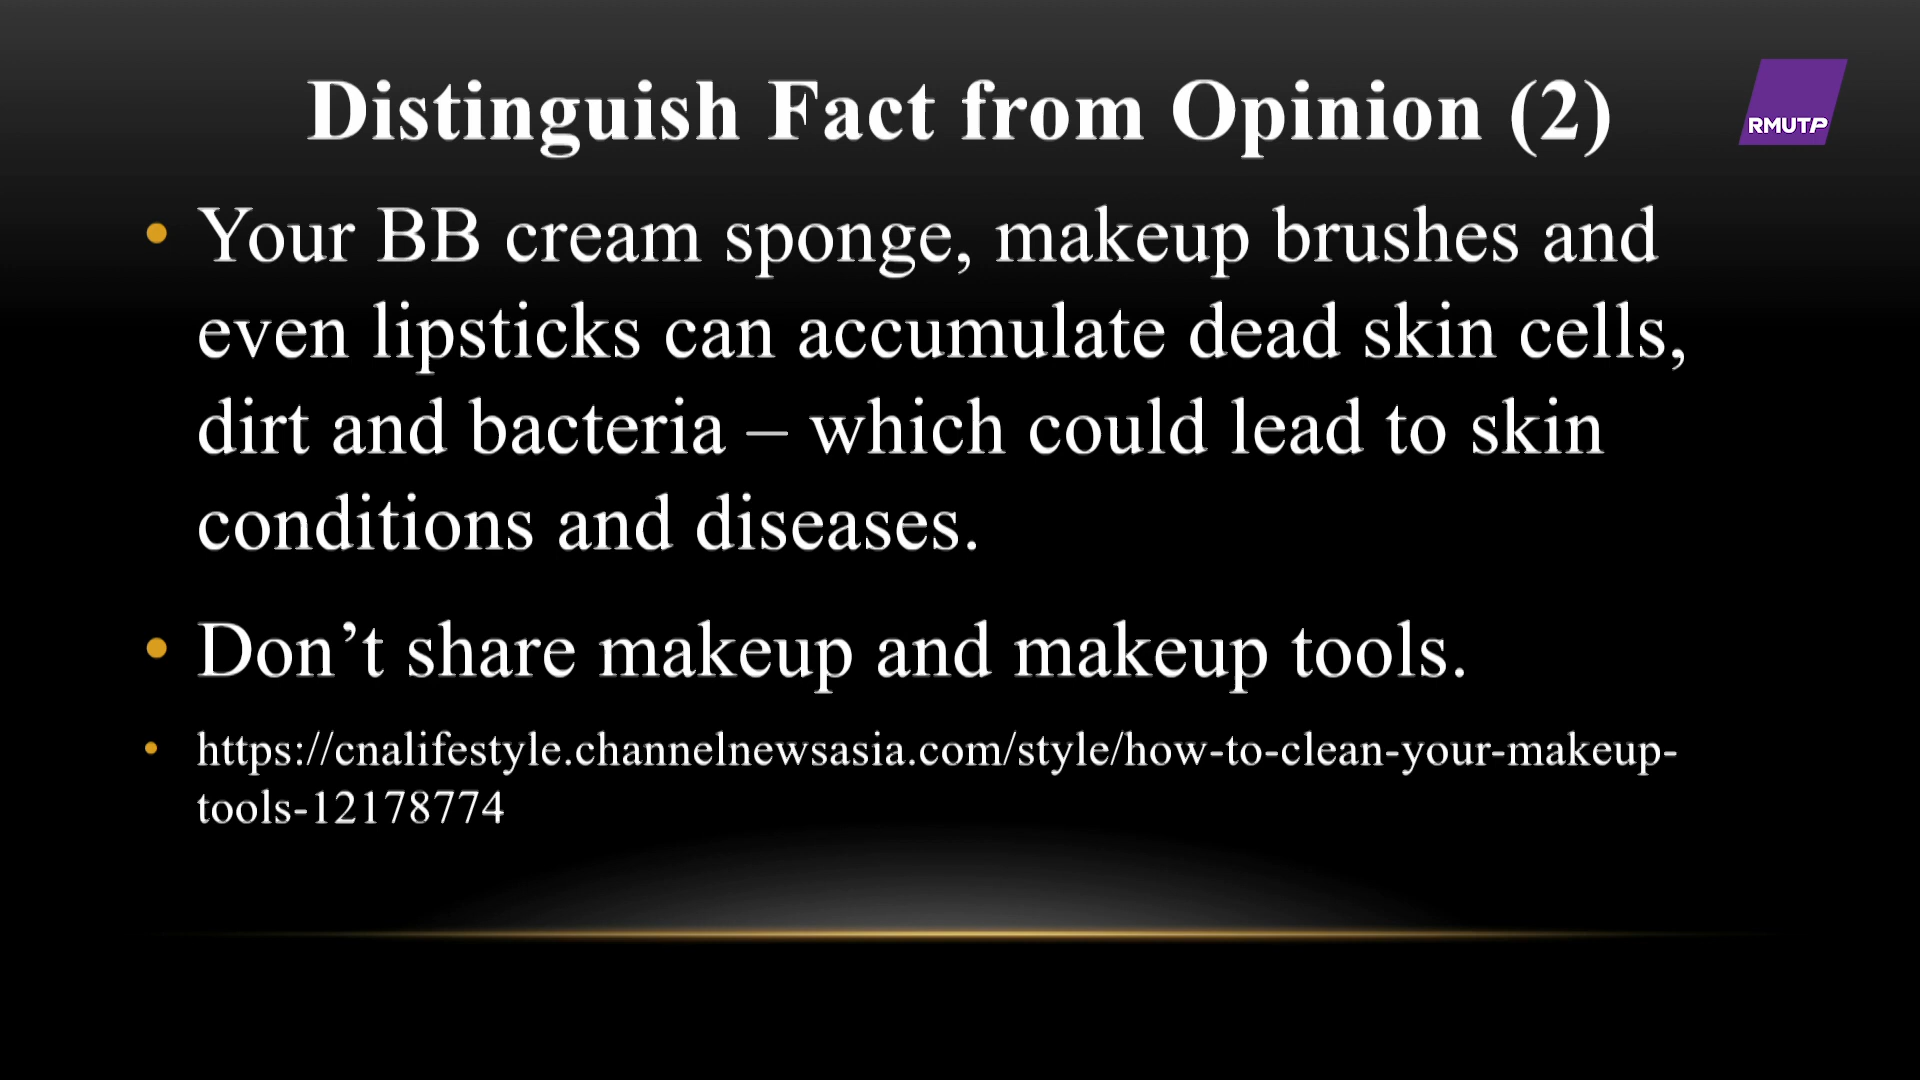 Distinguish Fact from Opinion (2)
RMUTP
• Your BB cream sponge, makeup brushes and
even lipsticks can accumulate dead skin cells,
dirt and bacteria – which could lead to skin
conditions and diseases.
• Don’t share makeup and makeup tools.
• https://cnalifestyle.channelnewsasia.com/style/how-to-clean-your-makeup-
tools-12178774